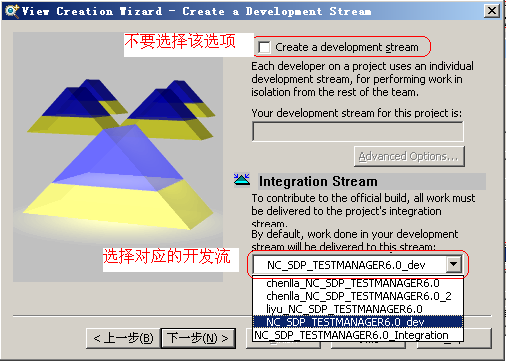 View Creation Wizard - Create a Development Stream
不要选择该选项
Create a development stream
Each developer on a project uses an individual
development stream, for performing work in
isolation from the rest of the team.
Your development stream for this project is:
Advanced Options...
Integration Stream
To contribute to the official build, all work must
be delivered to the project's integration
stream.
By default, work done in your development
stream will be delivered to this stream:
选择对应的开发流
NC_SDP_TESTMANAGER6.0_dev
chenlla_NC_SDP_TESTMANAGER6.0
chenlla_NC_SDP_TESTMANAGER6.0_2
liyu_NC_SDP_TESTMANAGER6.0
NC_SDP_TESTMANAGER6.0_dev
NC_SDP_TESTMANAGER6.0_Integration
< 上一步(B)
下一步(N) >